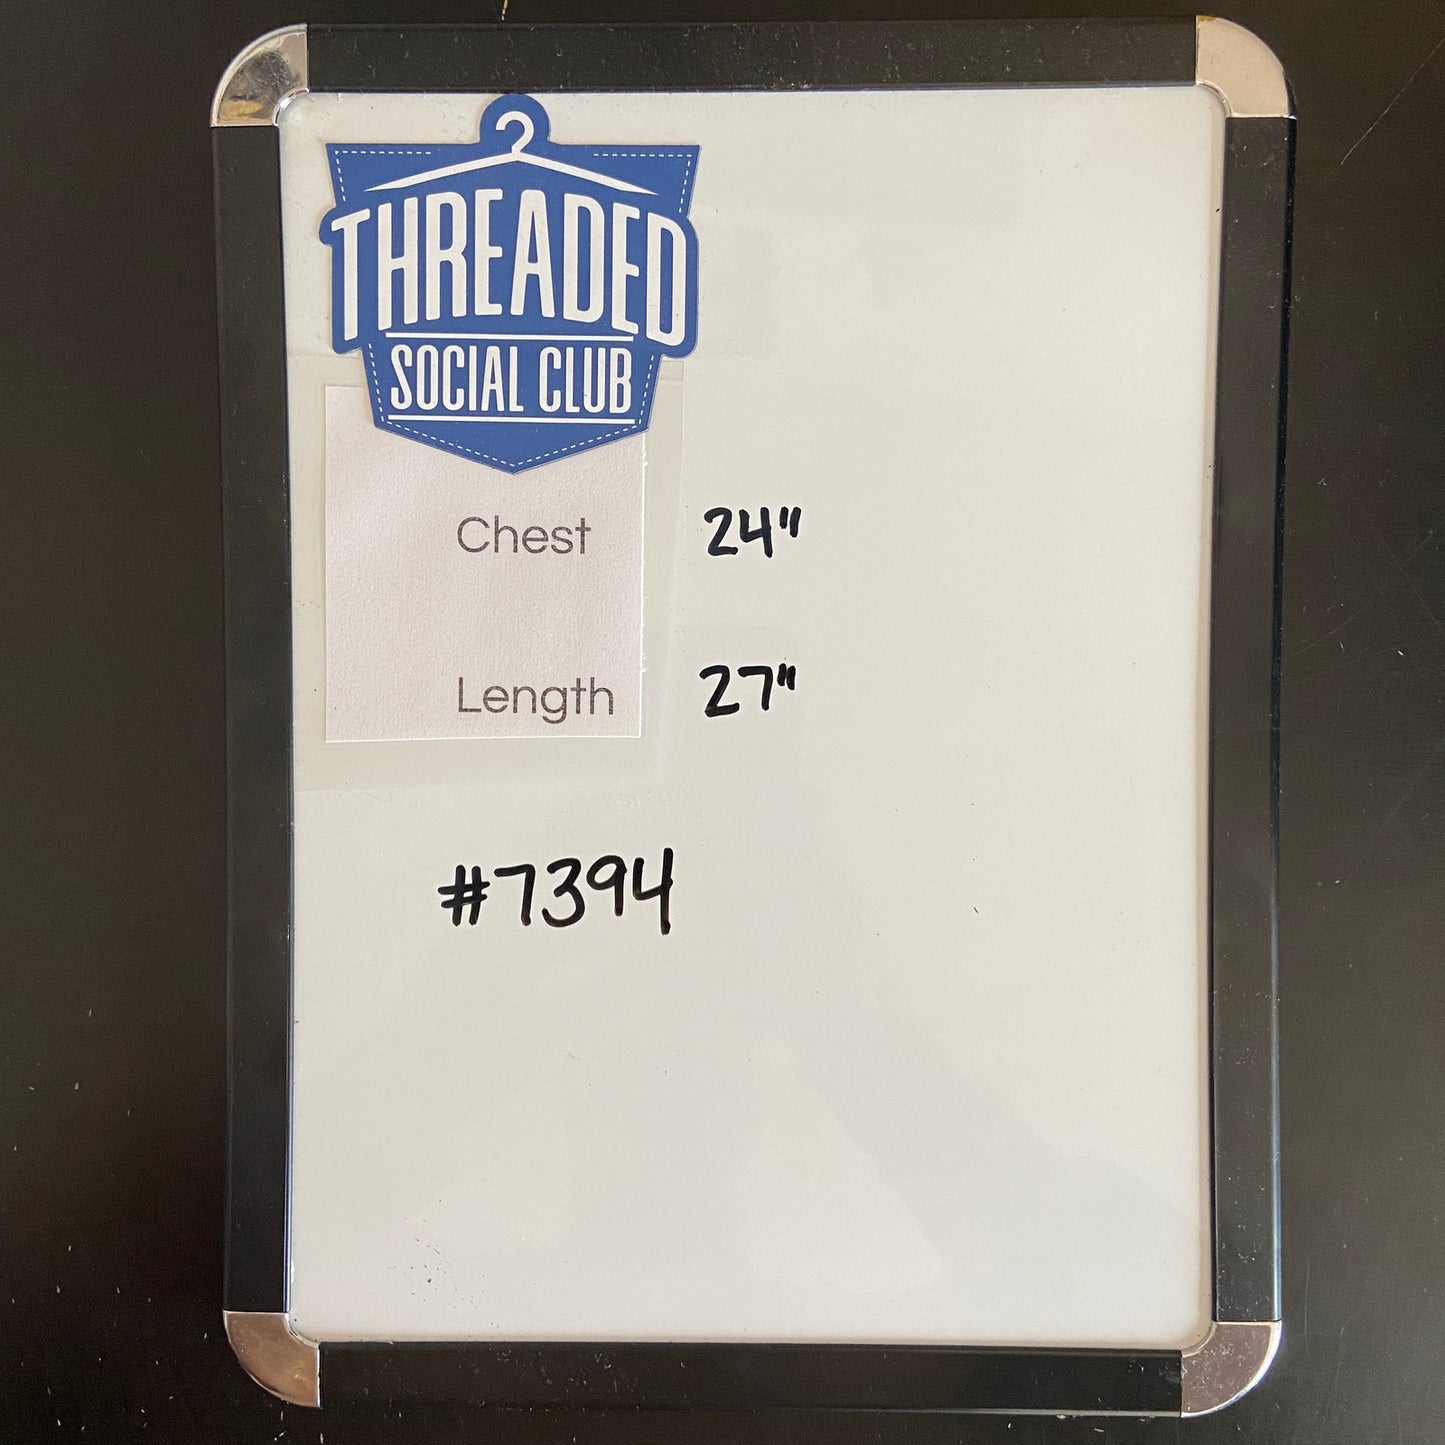 THREADED
SOCIAL CLUB
Chest 24"
Length 27"
#7394